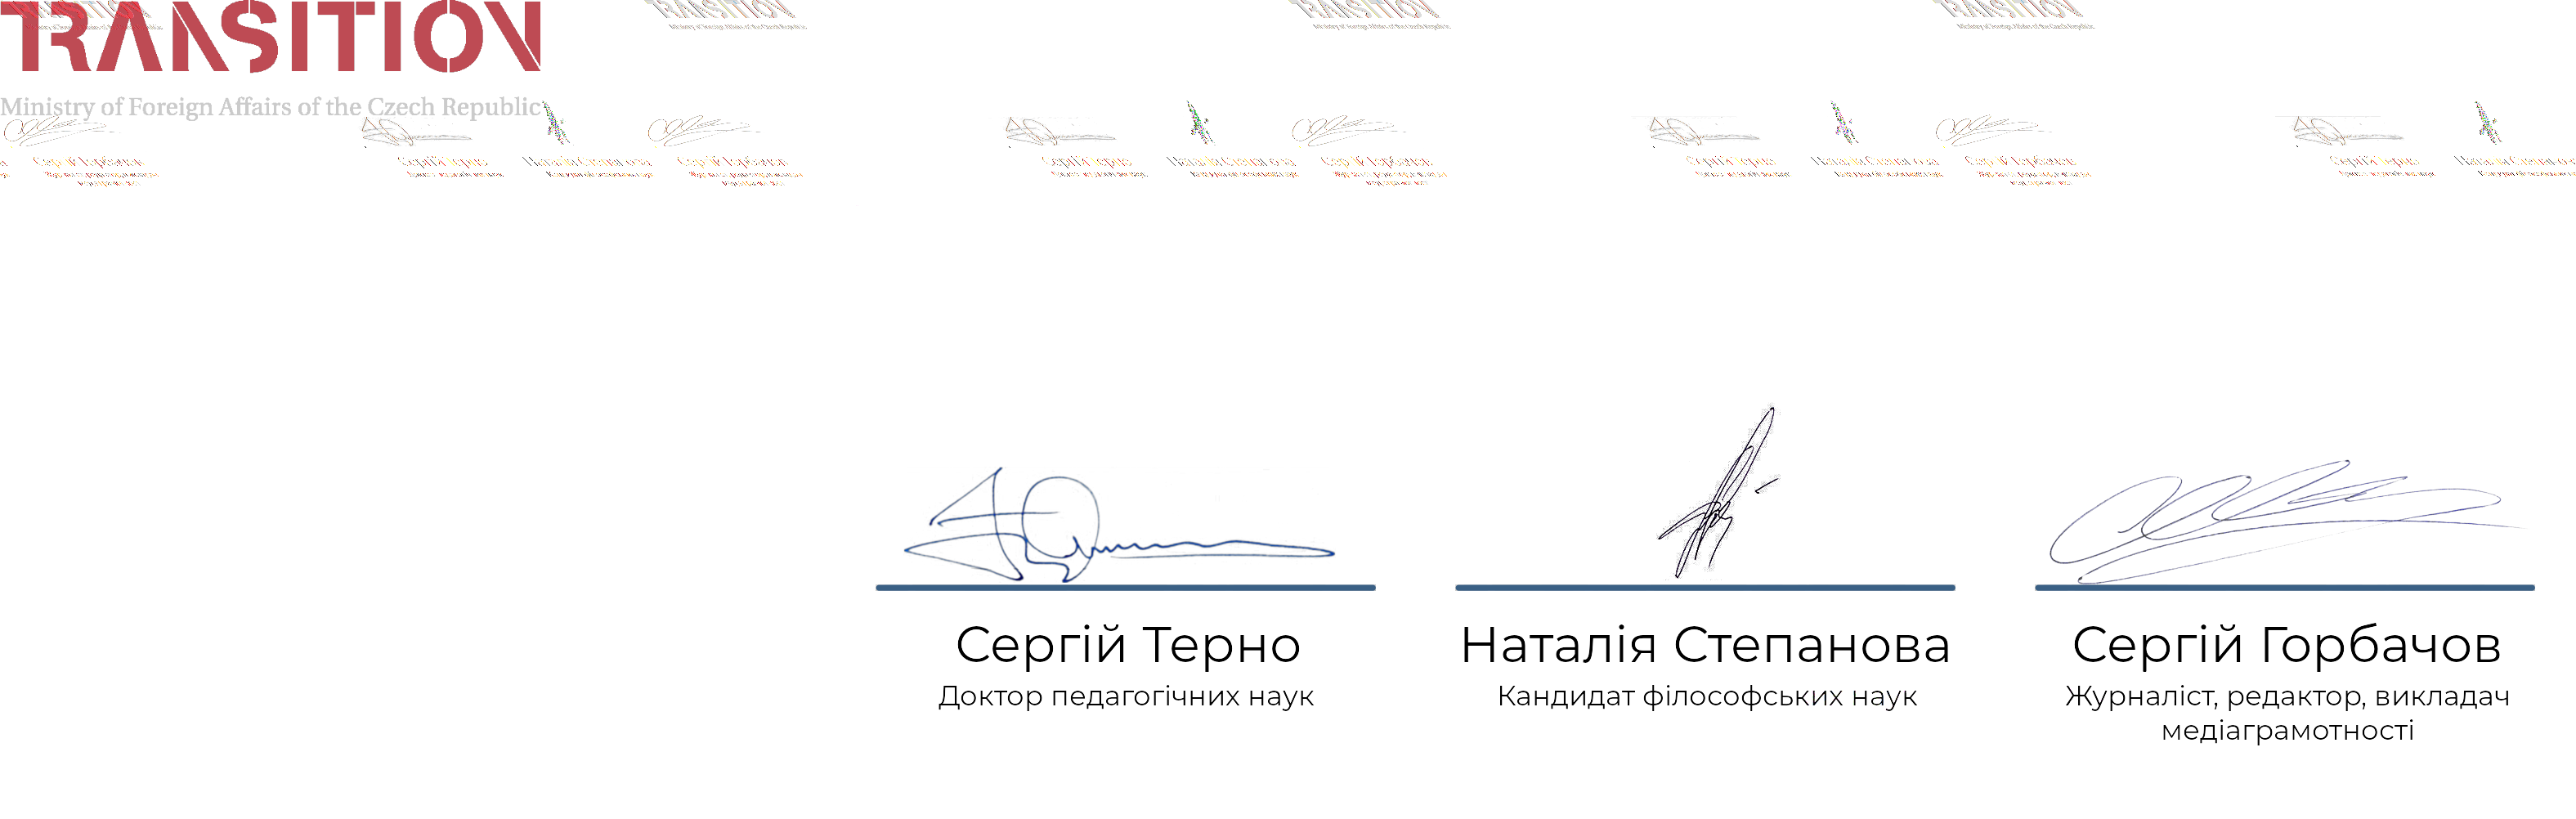 TRANSITION
Ministry of Foreign Affairs of the Czech Republic
Сергій Терно
Доктор педагогічних наук
Наталія Степанова
Кандидат філософських наук
Сергій Горбачов
Журналіст, редактор, викладач
медіаграмотності